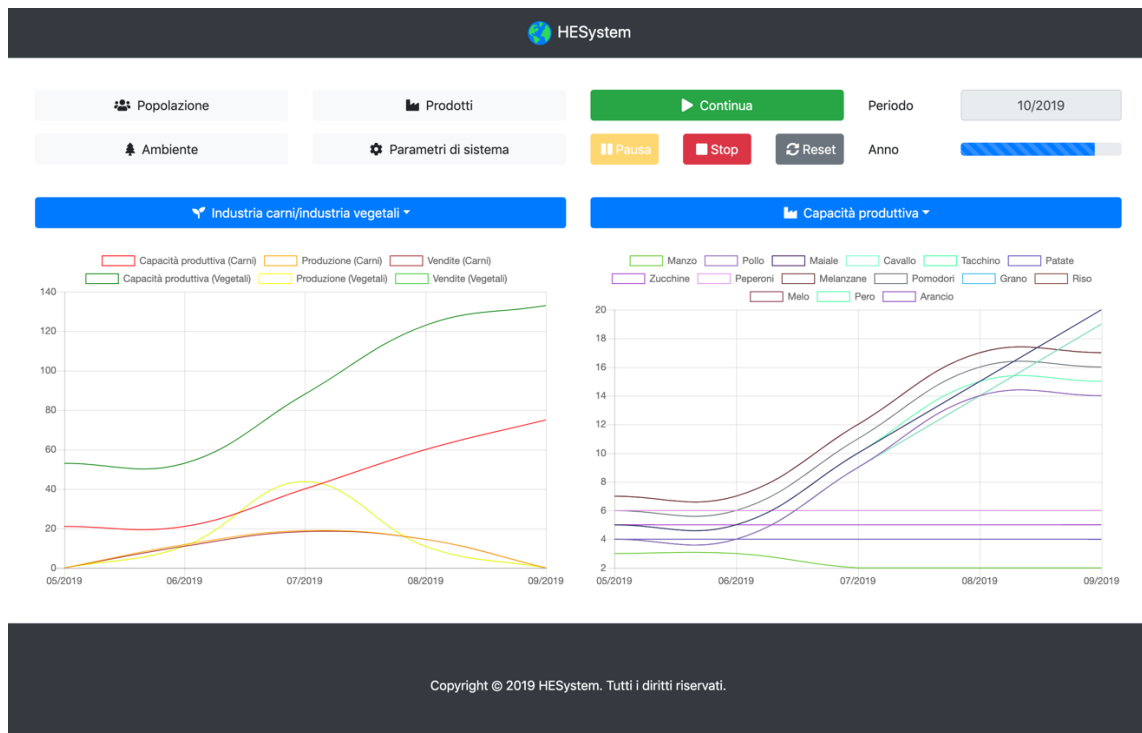 HESystem
Popolazione
Prodotti
Continua
Periodo
10/2019
Ambiente
Parametri di sistema
Pausa
Stop
Reset
Anno
Industria carni/industria vegetali
Capacità produttiva
Capacità produttiva (Carni) Produzione (Carni) Vendite (Carni)
Capacità produttiva (Vegetali) Produzione (Vegetali) Vendite (Vegetali)
140
120
100
80
60
40
20
0
05/2019 06/2019 07/2019 08/2019 09/2019
Manzo Pollo Maiale Cavallo Tacchino Patate
Zucchine Peperoni Melanzane Pomodori Grano Riso
Melo Pero Arancio
20
18
16
14
12
10
8
6
4
2
05/2019 06/2019 07/2019 08/2019 09/2019
Copyright © 2019 HESystem. Tutti i diritti riservati.